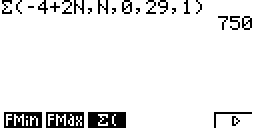 Σ(-4+2N,N,0,29,1)
750
FMin FMax Σ( ▷